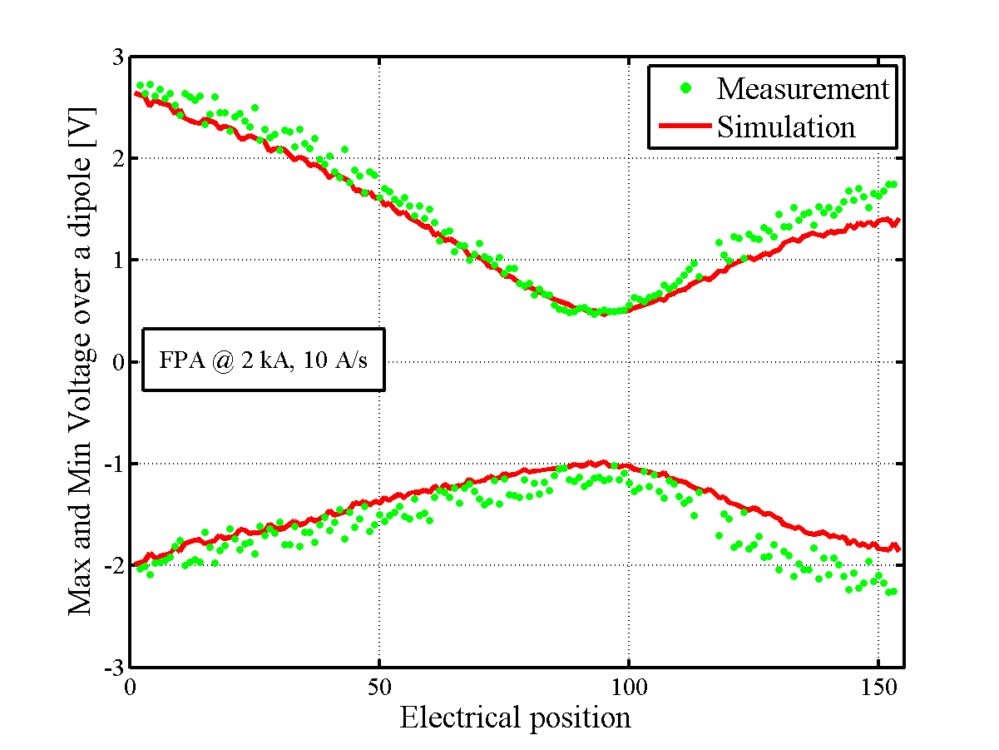 3
Measurement
Simulation
2
1
FPA @ 2 kA, 10 A/s
0
-1
-2
-3
0 50 100 150
Electrical position
Max and Min Voltage over a dipole [V]